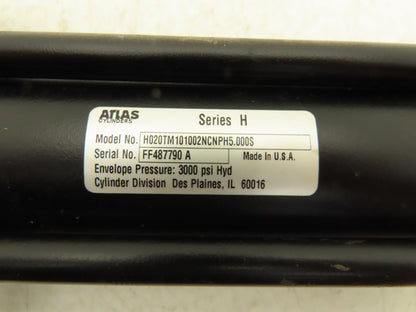 ATLAS CYLINDERS Series H
Model No. H020TM101002NCNPH5.000S
Serial No. FF487790 A Made In U.S.A.
Envelope Pressure: 3000 psi Hyd
Cylinder Division Des Plaines, IL 60016